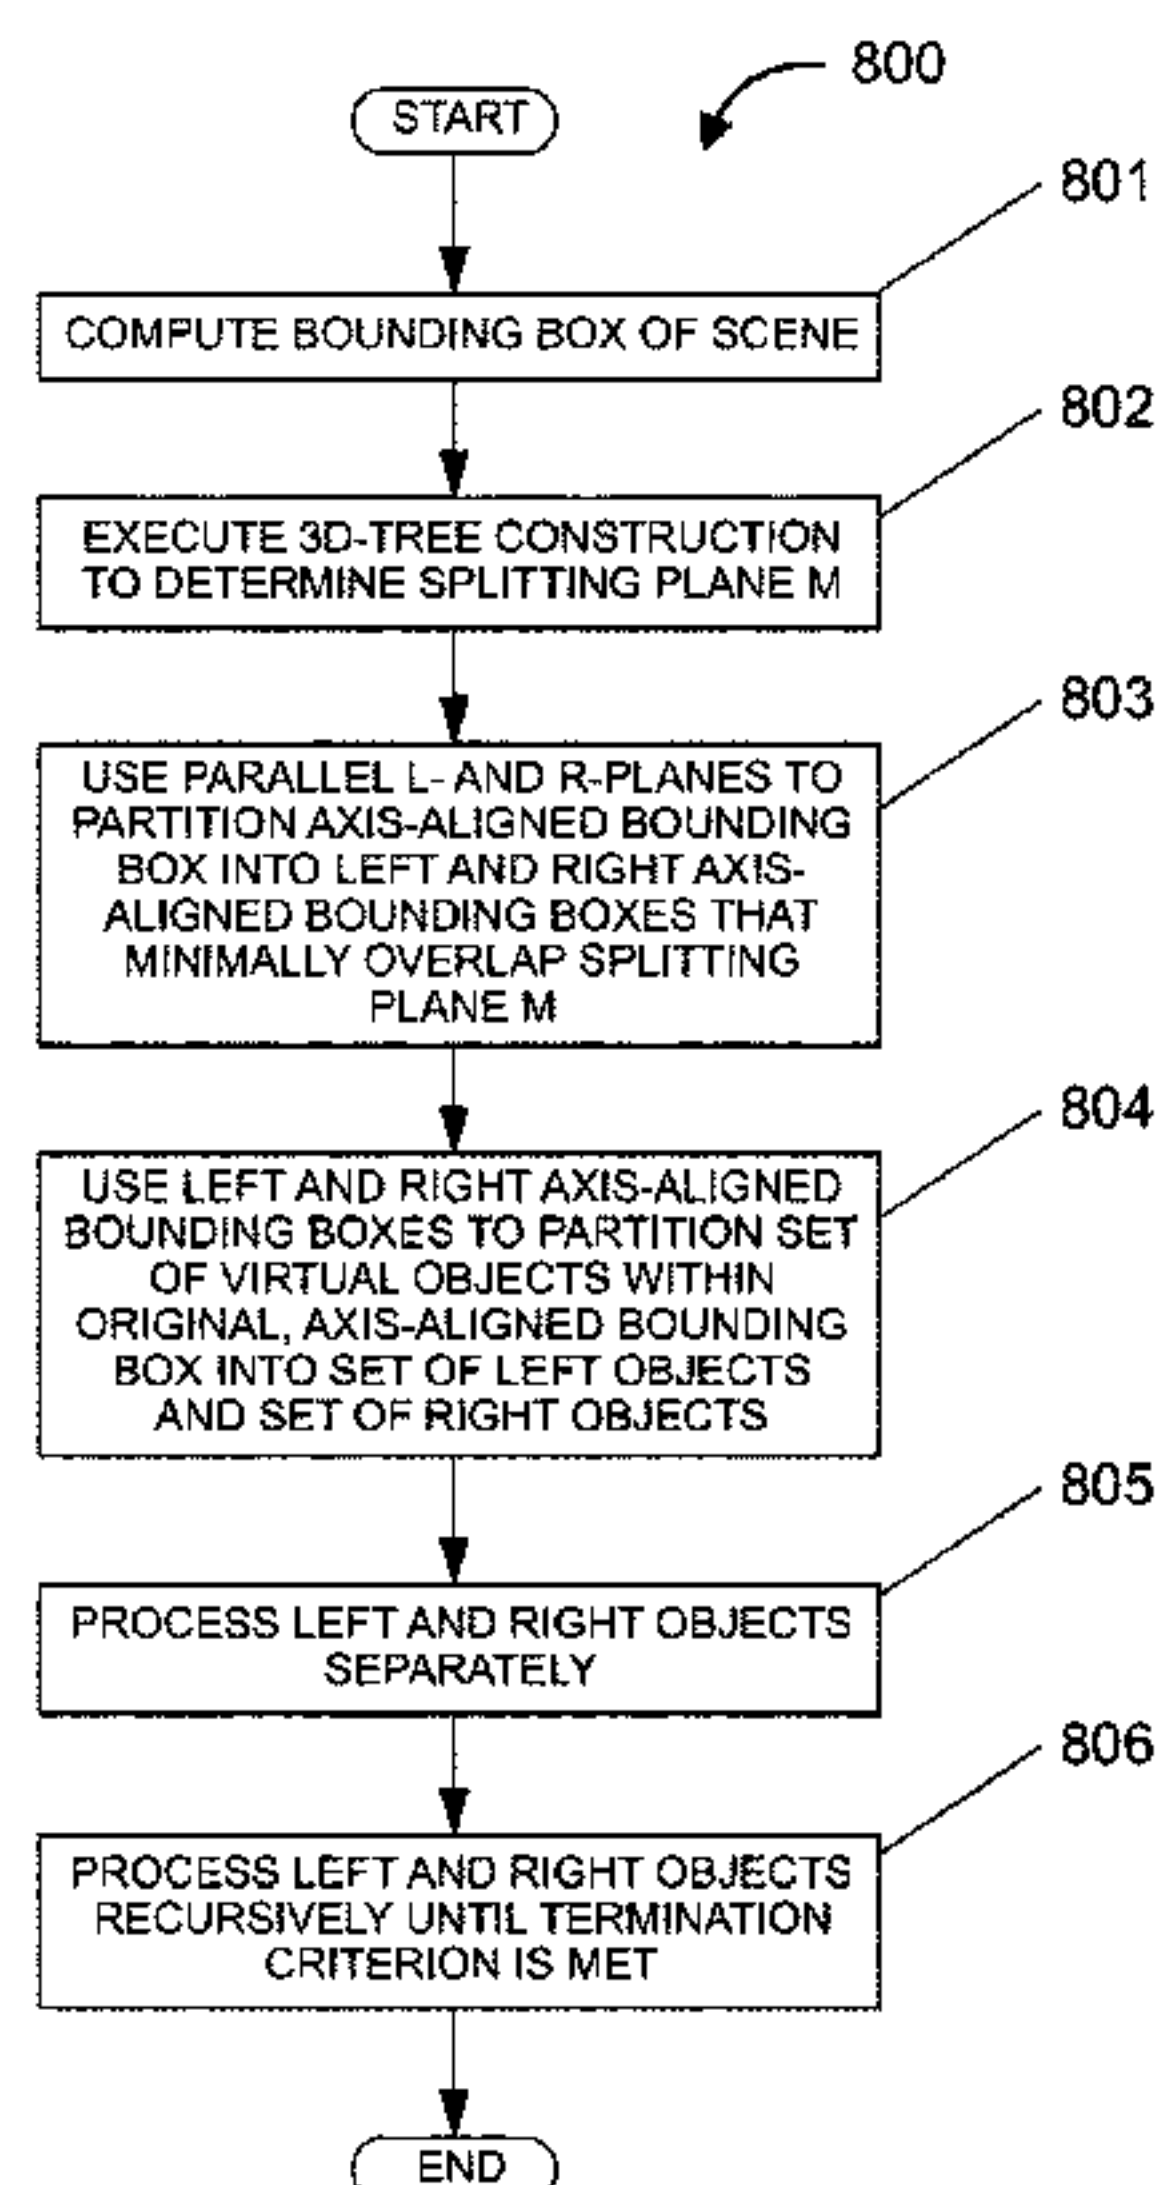 800
START
801
COMPUTE BOUNDING BOX OF SCENE
802
EXECUTE 3D-TREE CONSTRUCTION
TO DETERMINE SPLITTING PLANE M
803
USE PARALLEL L- AND R-PLANES TO
PARTITION AXIS-ALIGNED BOUNDING
BOX INTO LEFT AND RIGHT AXIS-
ALIGNED BOUNDING BOXES THAT
MINIMALLY OVERLAP SPLITTING
PLANE M
804
USE LEFT AND RIGHT AXIS-ALIGNED
BOUNDING BOXES TO PARTITION SET
OF VIRTUAL OBJECTS WITHIN
ORIGINAL, AXIS-ALIGNED BOUNDING
BOX INTO SET OF LEFT OBJECTS
AND SET OF RIGHT OBJECTS
805
PROCESS LEFT AND RIGHT OBJECTS
SEPARATELY
806
PROCESS LEFT AND RIGHT OBJECTS
RECURSIVELY UNTIL TERMINATION
CRITERION IS MET
END